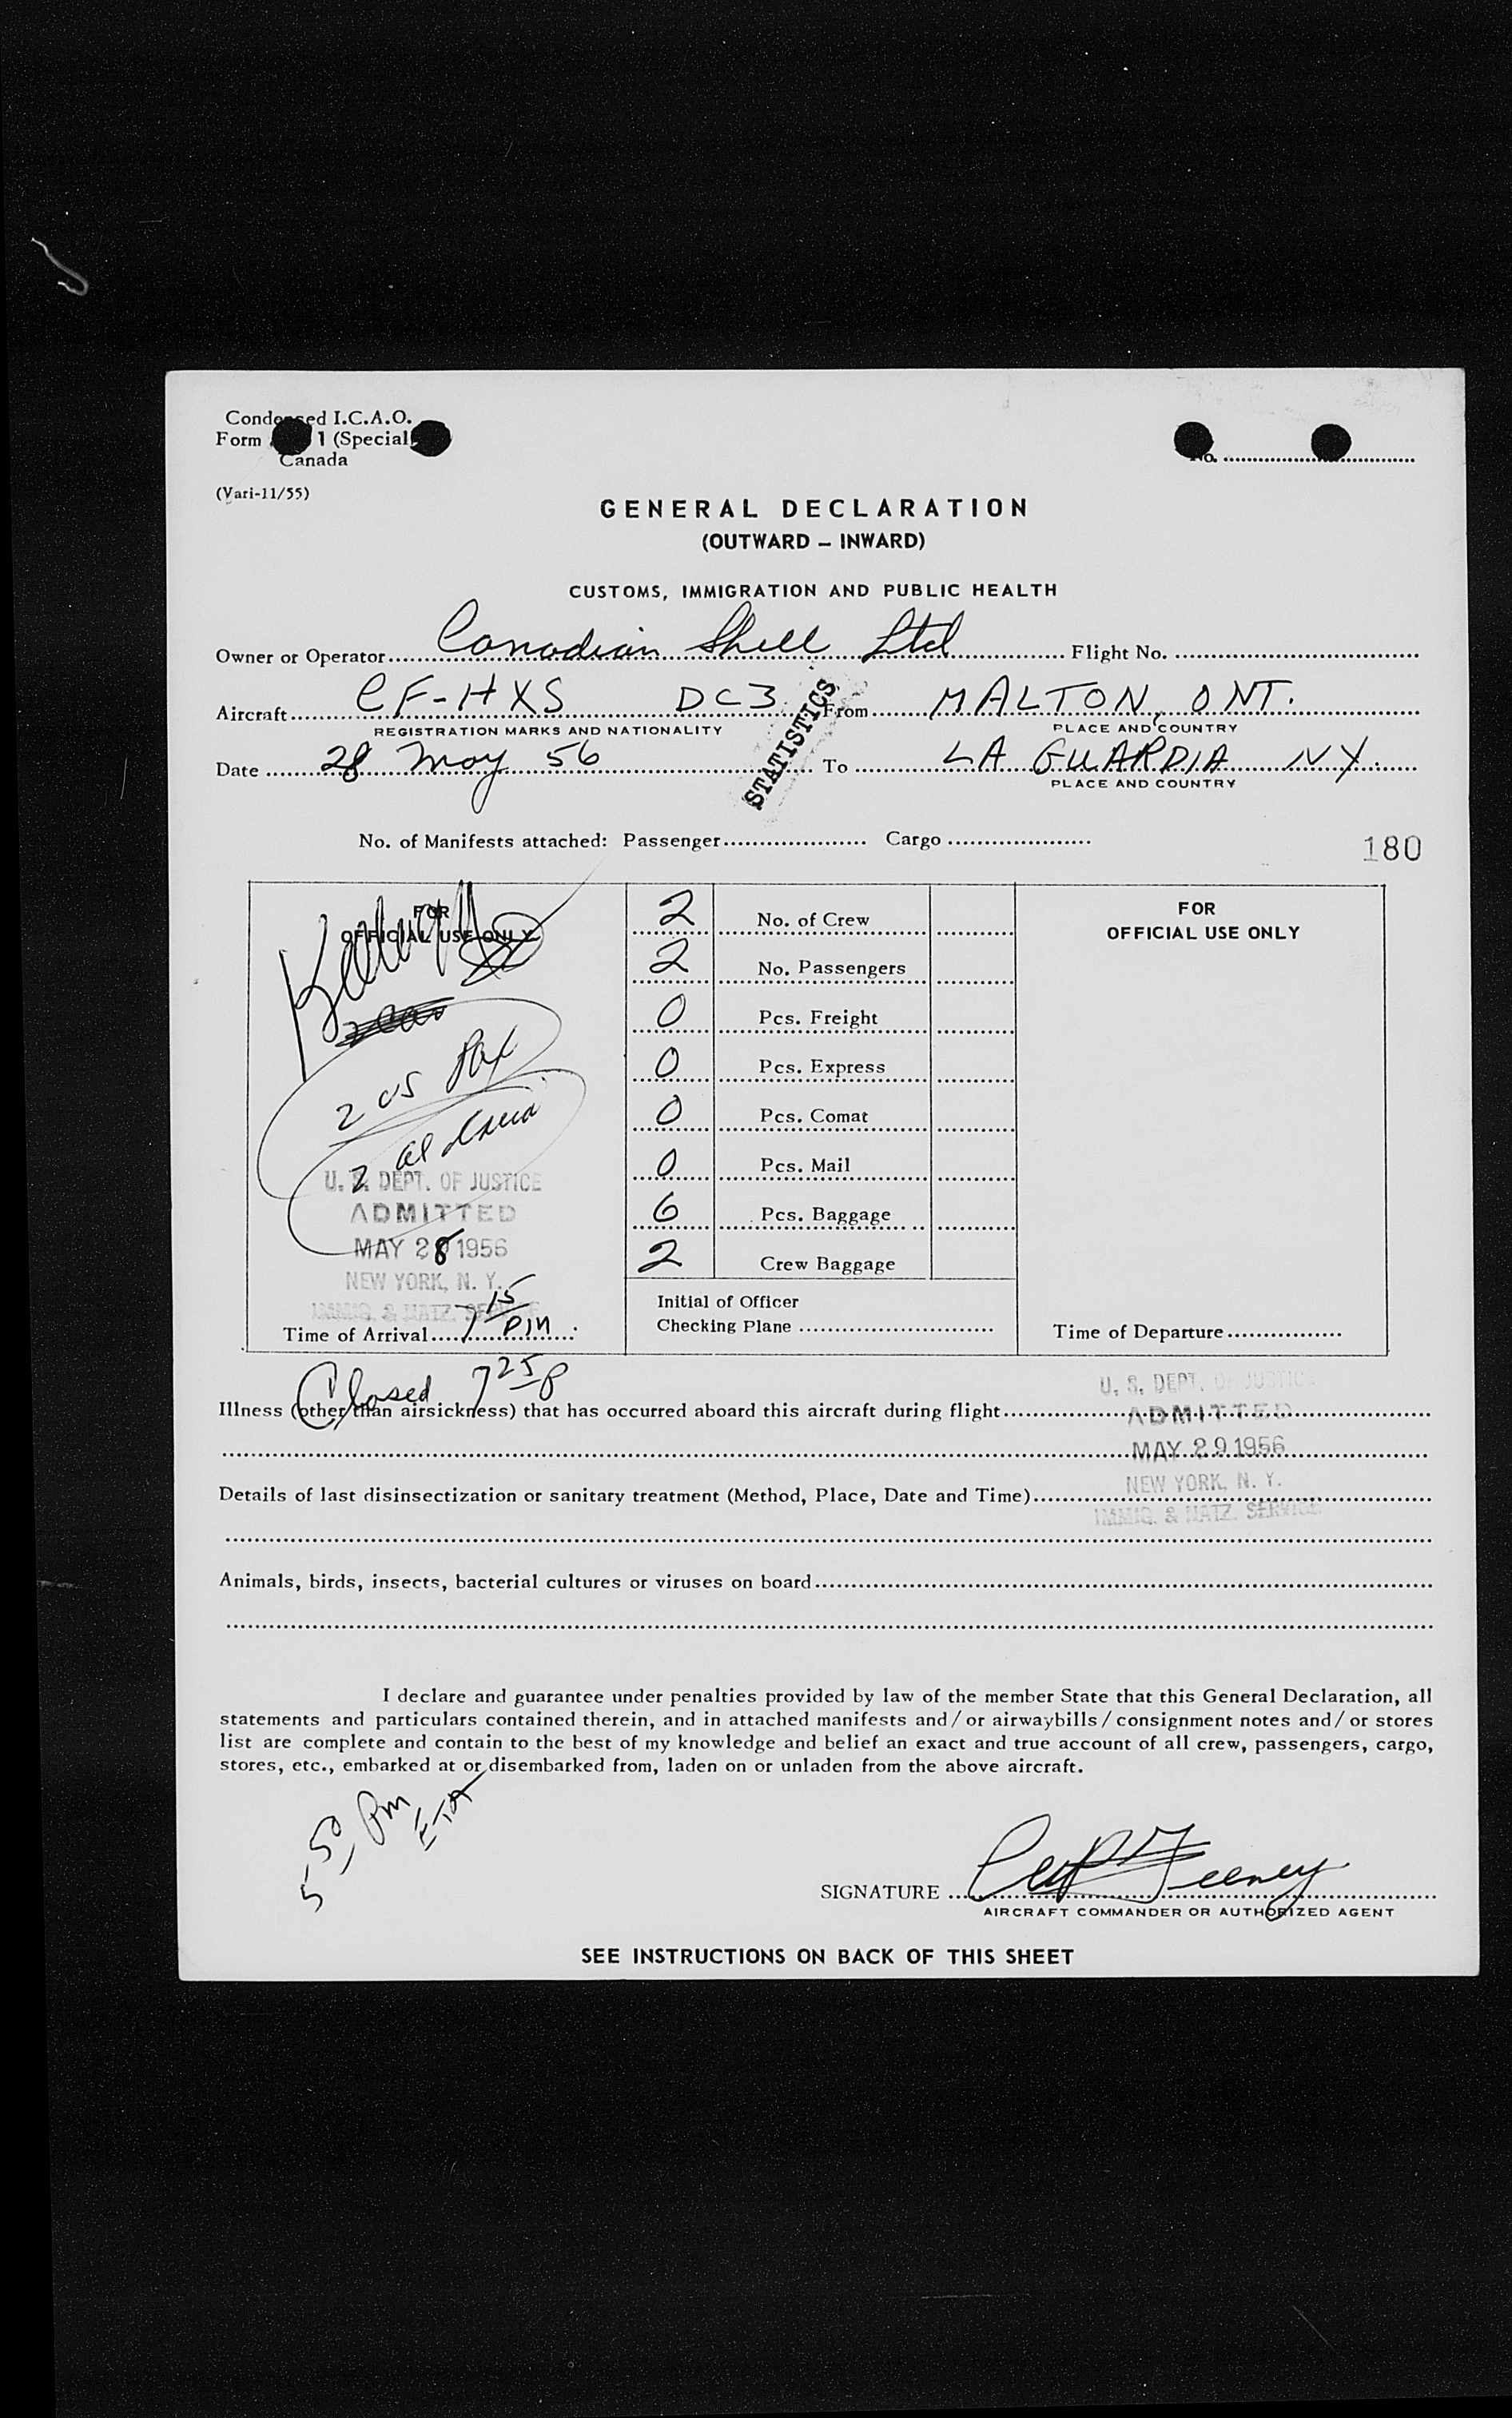 Condensed I.C.A.O.
Form 1 (Special)
Canada
No.
(Vari-11/55)
GENERAL DECLARATION
(OUTWARD – INWARD)
CUSTOMS, IMMIGRATION AND PUBLIC HEALTH
Owner or Operator Canadian Shell Ltd Flight No.
Aircraft CF-HXS DC3 From MALTON, ONT.
REGISTRATION MARKS AND NATIONALITY PLACE AND COUNTRY
Date 28 May 56 To LA GUARDIA NY.
PLACE AND COUNTRY
STATISTICS
No. of Manifests attached: Passenger Cargo
180
FOR
OFFICIAL USE ONLY
2 US Pax
2 al
U. S. DEPT. OF JUSTICE
ADMITTED
MAY 28 1956
NEW YORK, N. Y.
IMMIG. & NATZ. SERVICE
Time of Arrival 7 15 PM
2 No. of Crew
2 No. Passengers
0 Pcs. Freight
0 Pcs. Express
0 Pcs. Comat
0 Pcs. Mail
6 Pcs. Baggage
2 Crew Baggage
Initial of Officer
Checking Plane
FOR
OFFICIAL USE ONLY
Time of Departure
Closed 7 25 P
Illness (other than airsickness) that has occurred aboard this aircraft during flight
U. S. DEPT. OF JUSTICE
ADMITTED
MAY 29 1956
NEW YORK, N. Y.
IMMIG. & NATZ. SERVICE
Details of last disinsectization or sanitary treatment (Method, Place, Date and Time)
Animals, birds, insects, bacterial cultures or viruses on board
I declare and guarantee under penalties provided by law of the member State that this General Declaration, all
statements and particulars contained therein, and in attached manifests and/or airwaybills/consignment notes and/or stores
list are complete and contain to the best of my knowledge and belief an exact and true account of all crew, passengers, cargo,
stores, etc., embarked at or disembarked from, laden on or unladen from the above aircraft.
5 50 Pm
ETA
SIGNATURE Feeney
AIRCRAFT COMMANDER OR AUTHORIZED AGENT
SEE INSTRUCTIONS ON BACK OF THIS SHEET